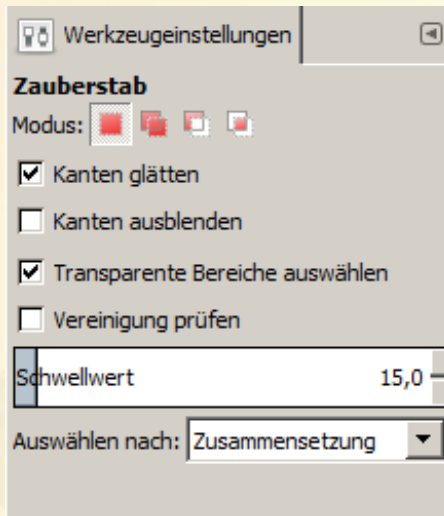 Werkzeugeinstellungen
Zauberstab
Modus:
Kanten glätten
Kanten ausblenden
Transparente Bereiche auswählen
Vereinigung prüfen
Schwellwert 15,0
Auswählen nach: Zusammensetzung